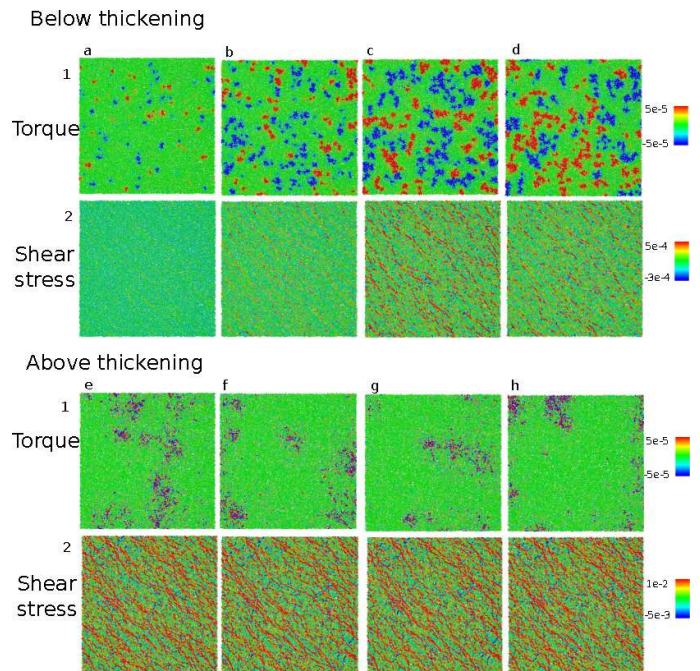 Below thickening
a b c d
1
Torque
5e-5
-5e-5
2
Shear
stress
5e-4
-3e-4
Above thickening
e f g h
1
Torque
5e-5
-5e-5
2
Shear
stress
1e-2
-5e-3